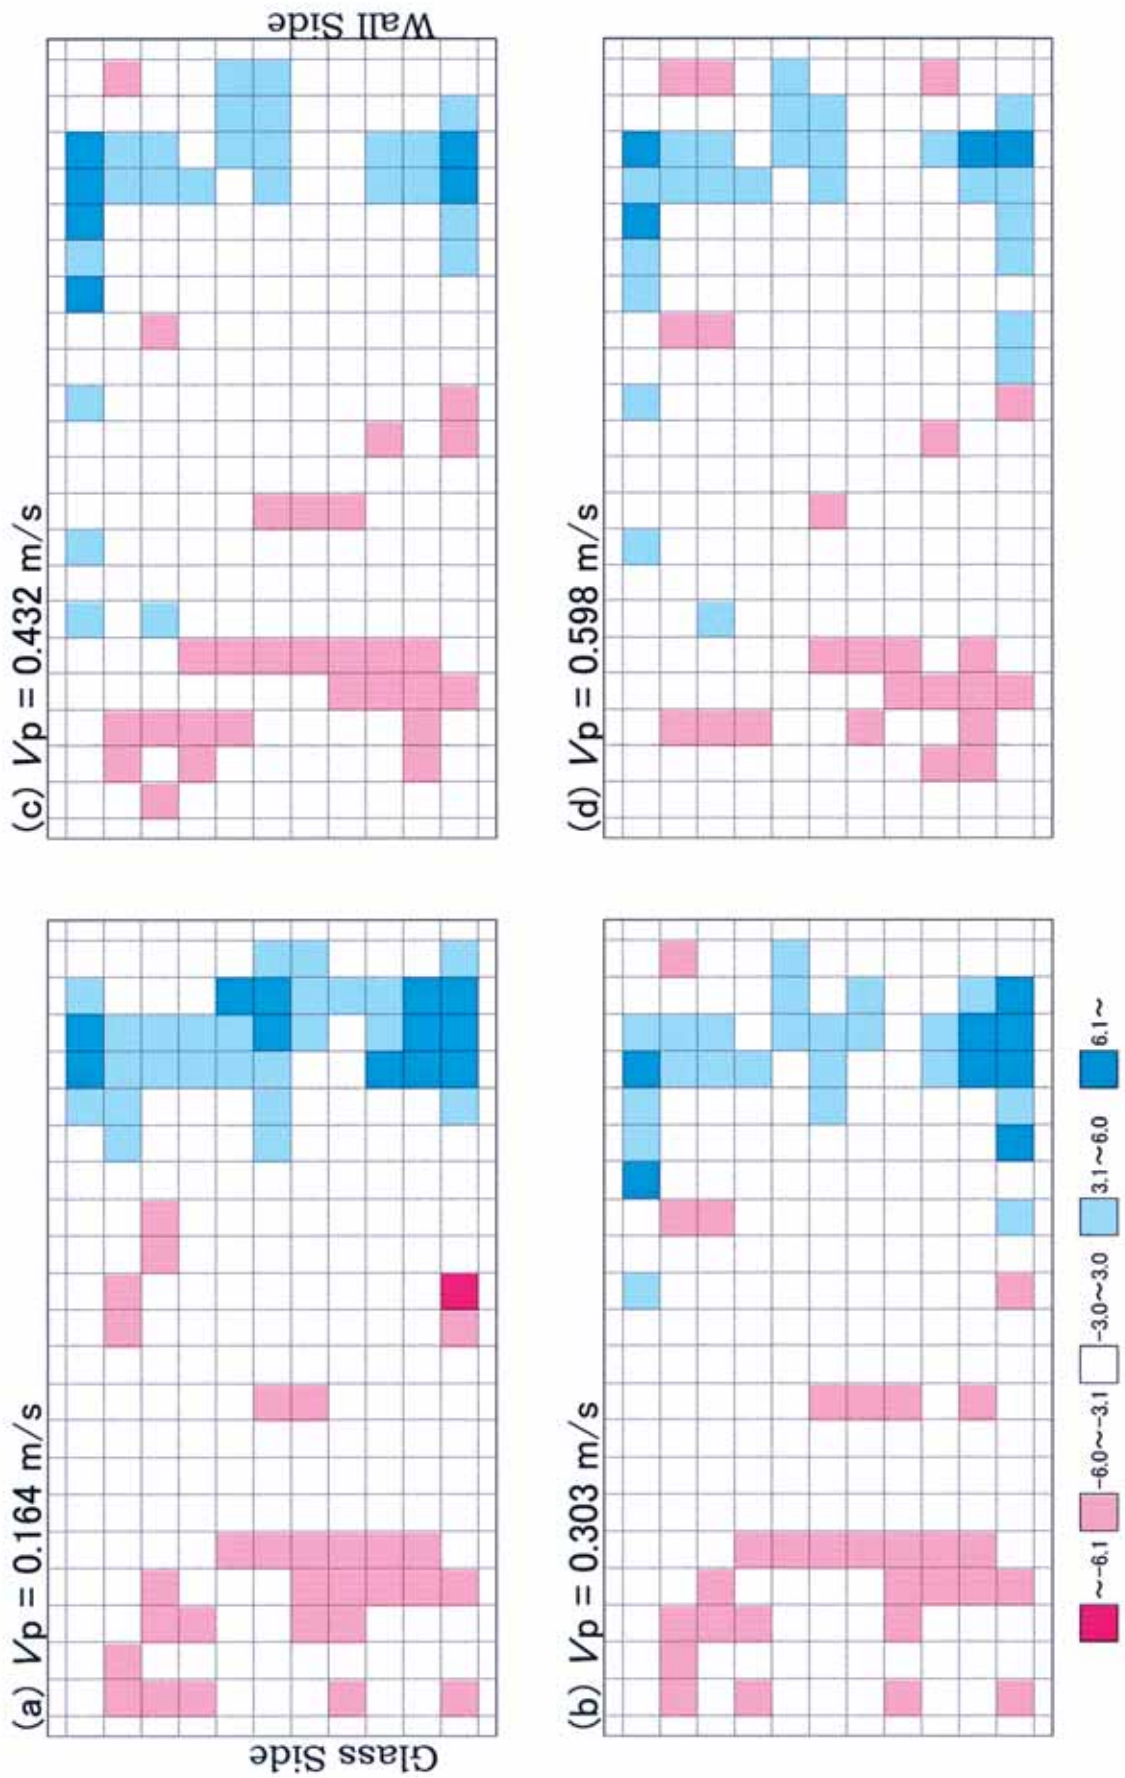 Glass Side
Wall Side
(a) Vp = 0.164 m/s
(c) Vp = 0.432 m/s
(b) Vp = 0.303 m/s
(d) Vp = 0.598 m/s
~-6.1 -6.0~-3.1 -3.0~3.0 3.1~6.0 6.1~